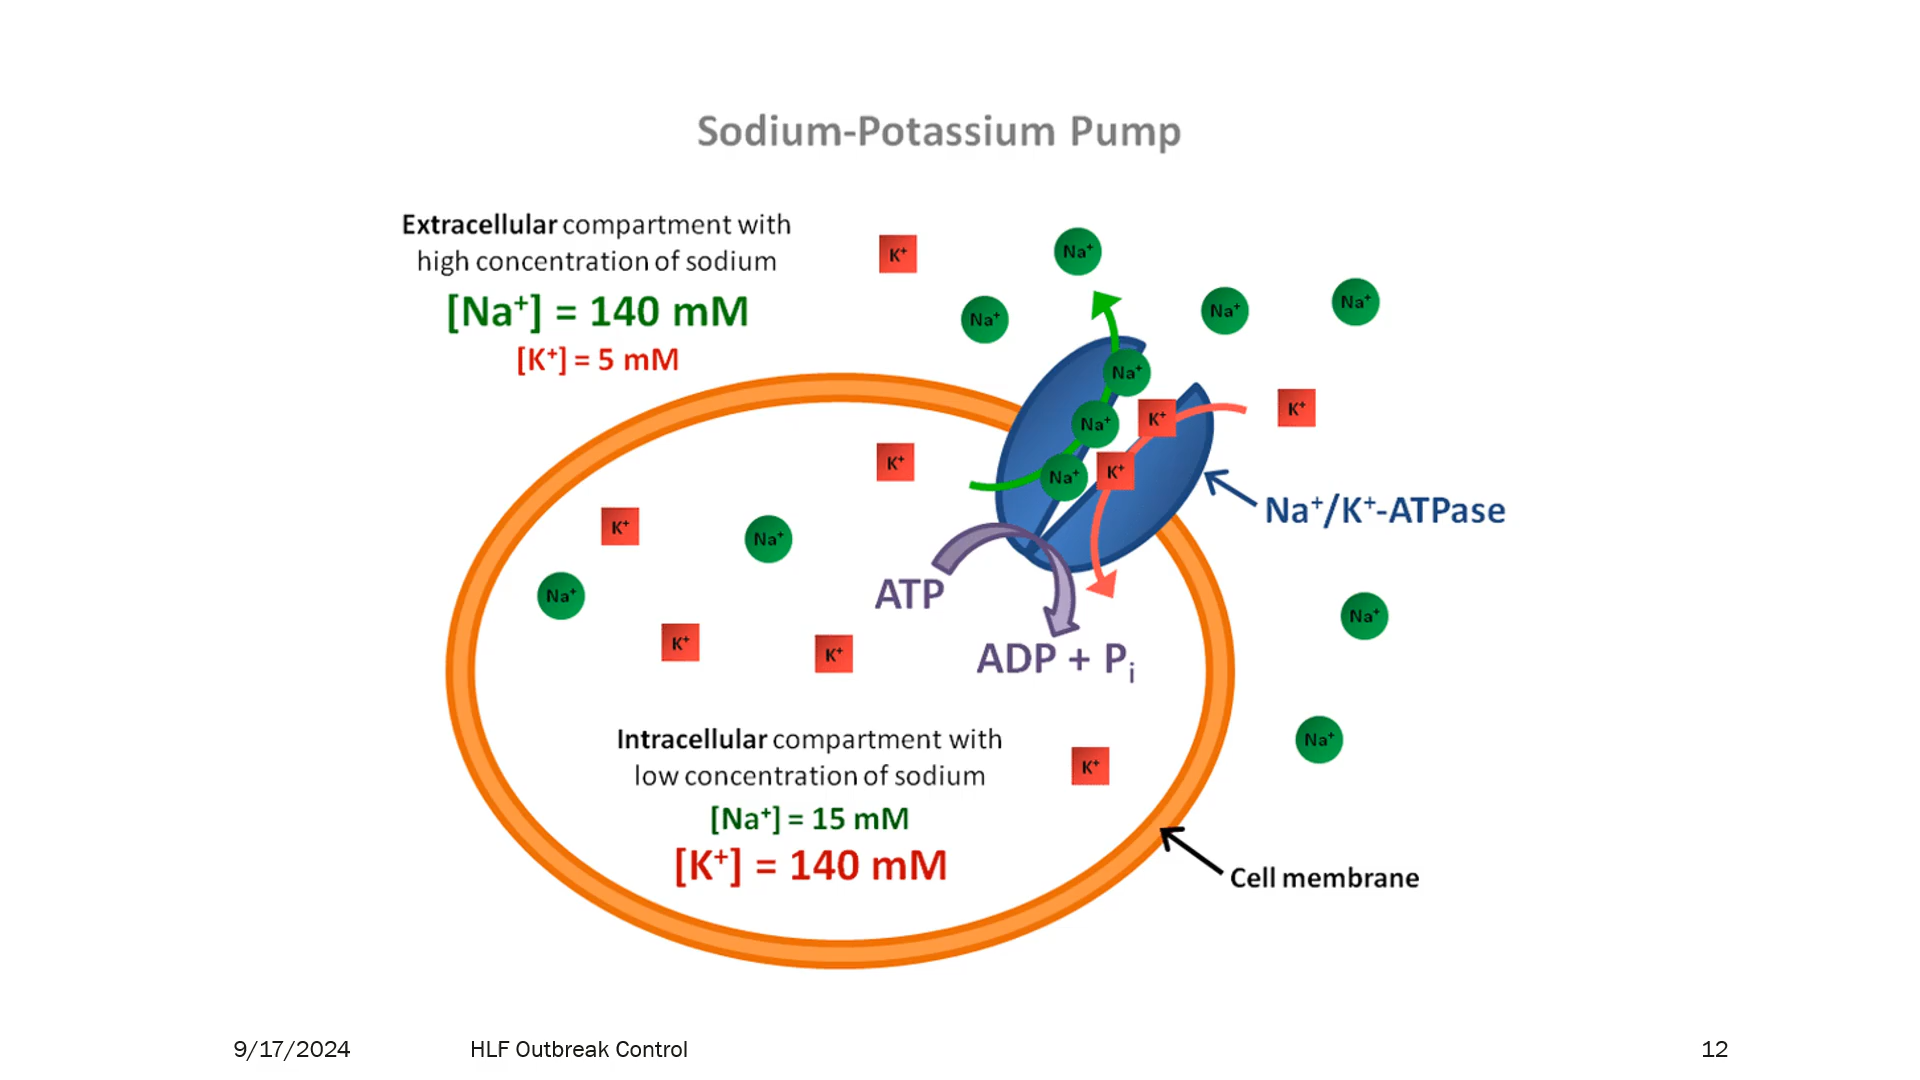 Sodium-Potassium Pump
Extracellular compartment with
high concentration of sodium
[Na⁺] = 140 mM
[K⁺] = 5 mM
K⁺
Na⁺
Na⁺
Na⁺
Na⁺
Na⁺
Na⁺
Na⁺
K⁺
K⁺
K⁺
Na⁺/K⁺-ATPase
K⁺
K⁺
Na⁺
Na⁺
K⁺
K⁺
ATP
ADP + Pᵢ
Na⁺
Na⁺
Intracellular compartment with
low concentration of sodium
[Na⁺] = 15 mM
[K⁺] = 140 mM
K⁺
Cell membrane
9/17/2024
HLF Outbreak Control
12